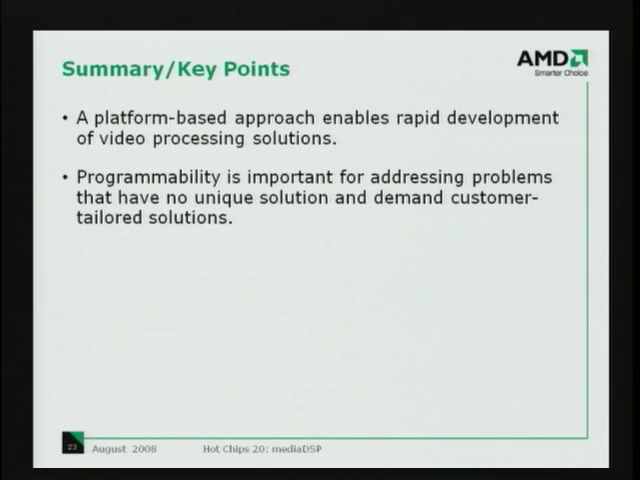 Summary/Key Points
AMD
Smarter Choice
• A platform-based approach enables rapid development
of video processing solutions.
• Programmability is important for addressing problems
that have no unique solution and demand customer-
tailored solutions.
23
August 2008
Hot Chips 20: mediaDSP